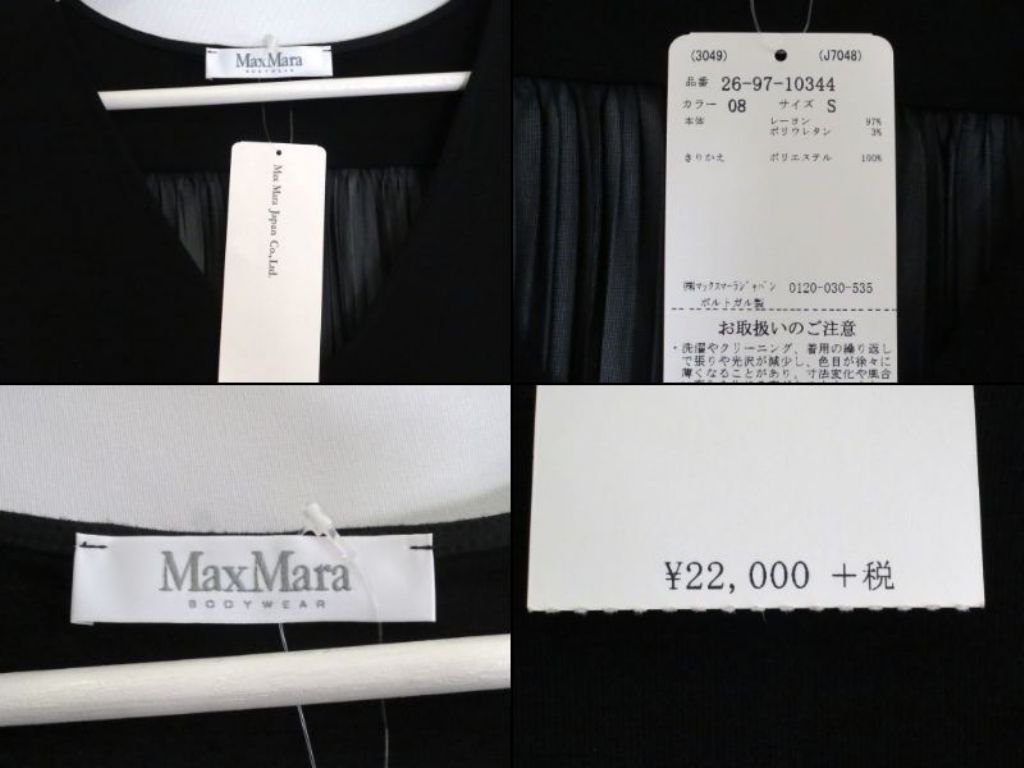 MaxMara
BODYWEAR
Max Mara Japan Co.,Ltd.
(3049) (J7048)
品番 26-97-10344
カラー 08 サイズ S
本体 レーヨン 97%
ポリウレタン 3%
きりかえ ポリエステル 100%
㈱マックスマーラジャパン 0120-030-535
ポルトガル製
お取扱いのご注意
・洗濯やクリーニング、着用の繰り返し
で張りや光沢が減少し、色目が徐々に
薄くなることがあり、寸法変化や風合
MaxMara
BODYWEAR
¥22,000 +税